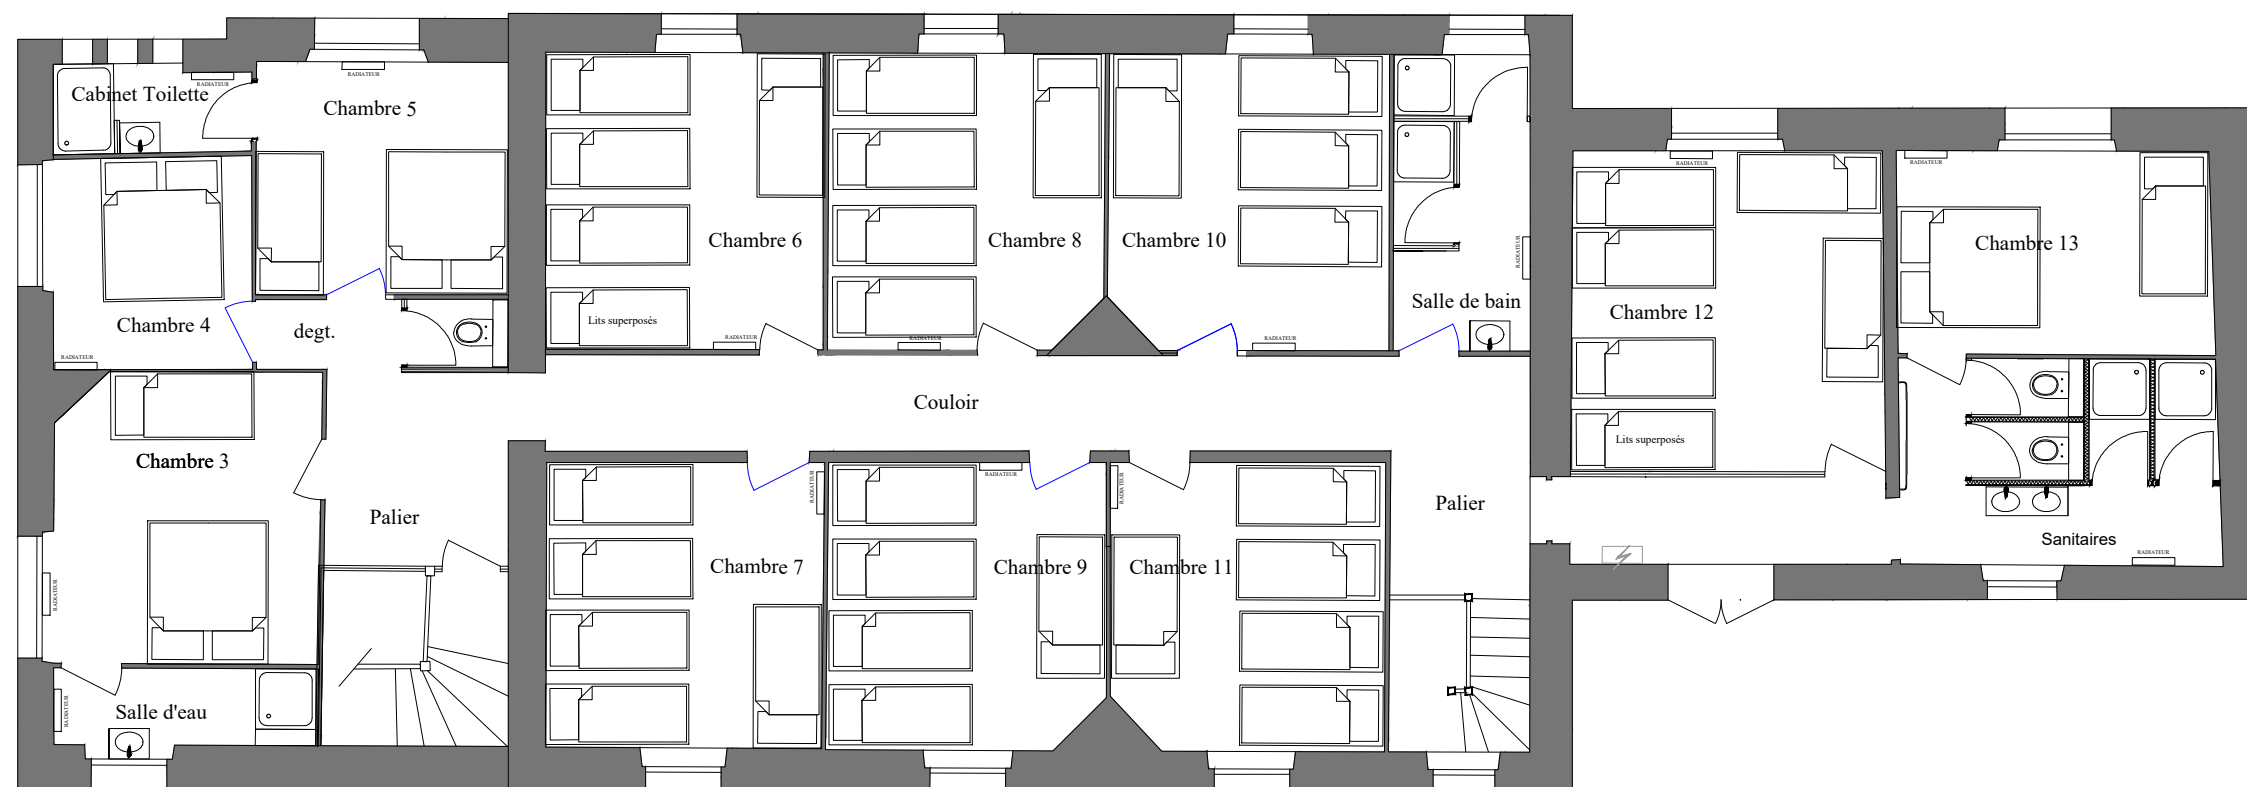 RADIATEUR
RADIATEUR
Cabinet Toilette
Chambre 5
Chambre 4
degt.
RADIATEUR
Chambre 3
Palier
RADIATEUR
RADIATEUR
Salle d'eau
Chambre 6
Lits superposés
RADIATEUR
Chambre 8
RADIATEUR
Chambre 10
RADIATEUR
RADIATEUR
Salle de bain
Couloir
RADIATEUR
Chambre 7
RADIATEUR
Chambre 9
RADIATEUR
Chambre 11
Palier
RADIATEUR
Chambre 12
Lits superposés
RADIATEUR
Chambre 13
Sanitaires
RADIATEUR